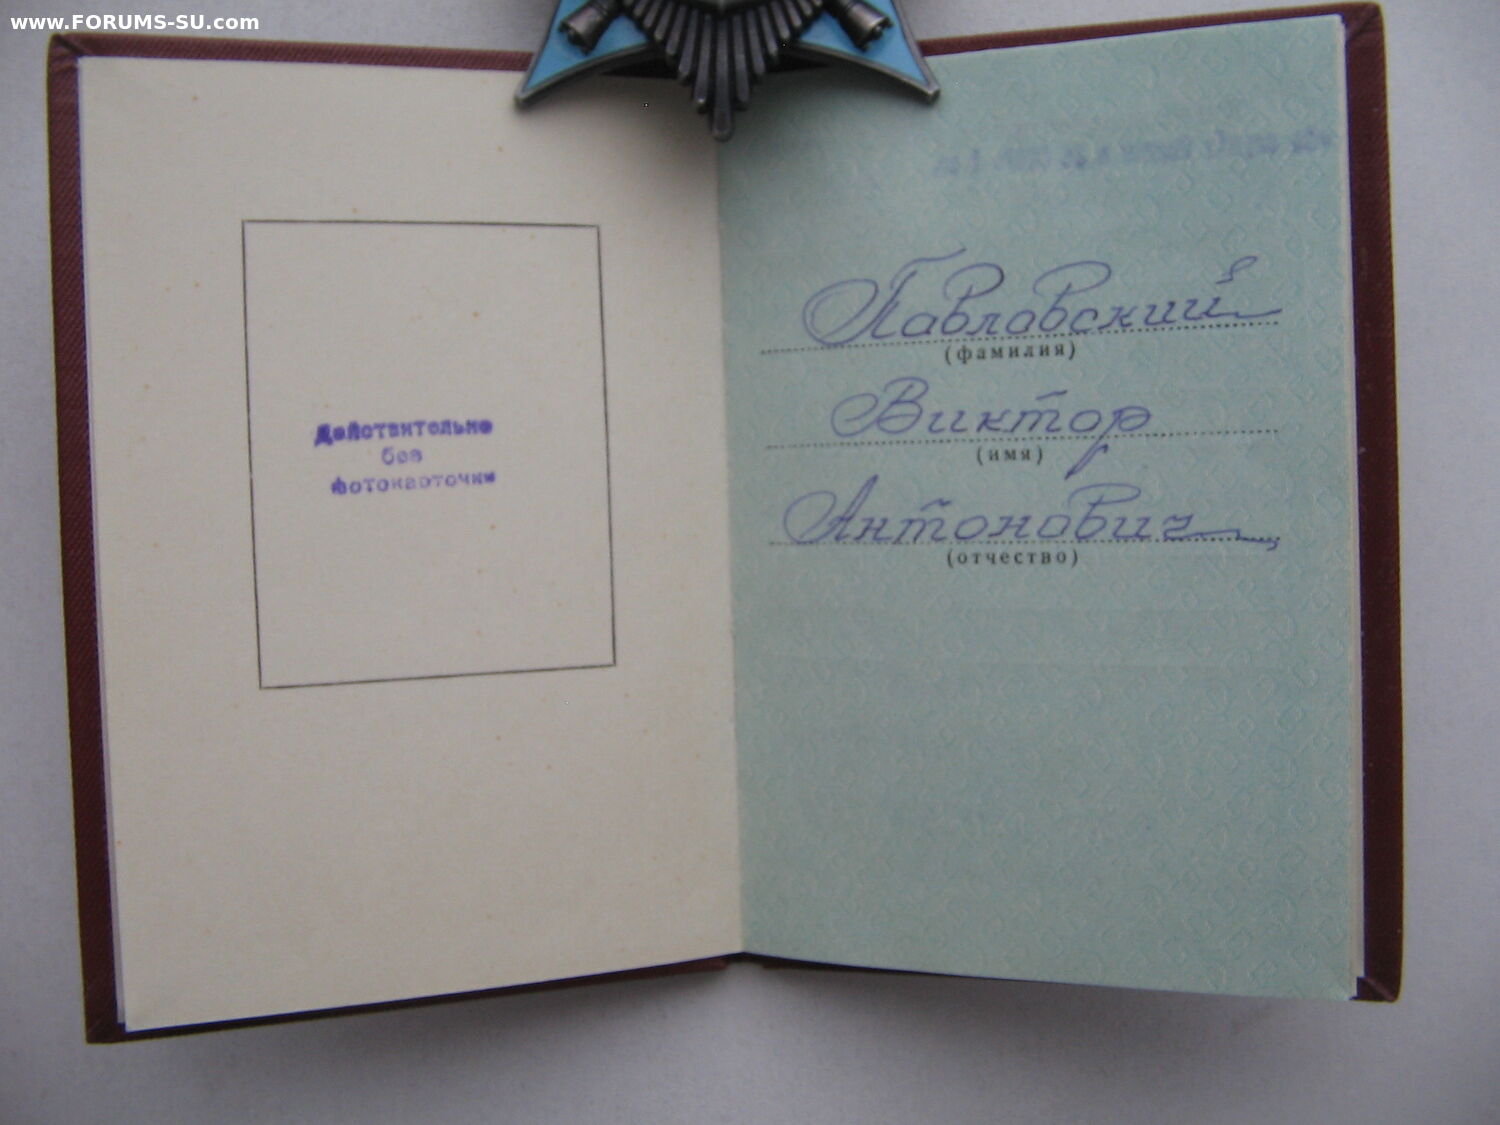 www.FORUMS-SU.com
Действительно
без
фотокарточки
Павловский
(фамилия)
Виктор
(имя)
Антонович
(отчество)